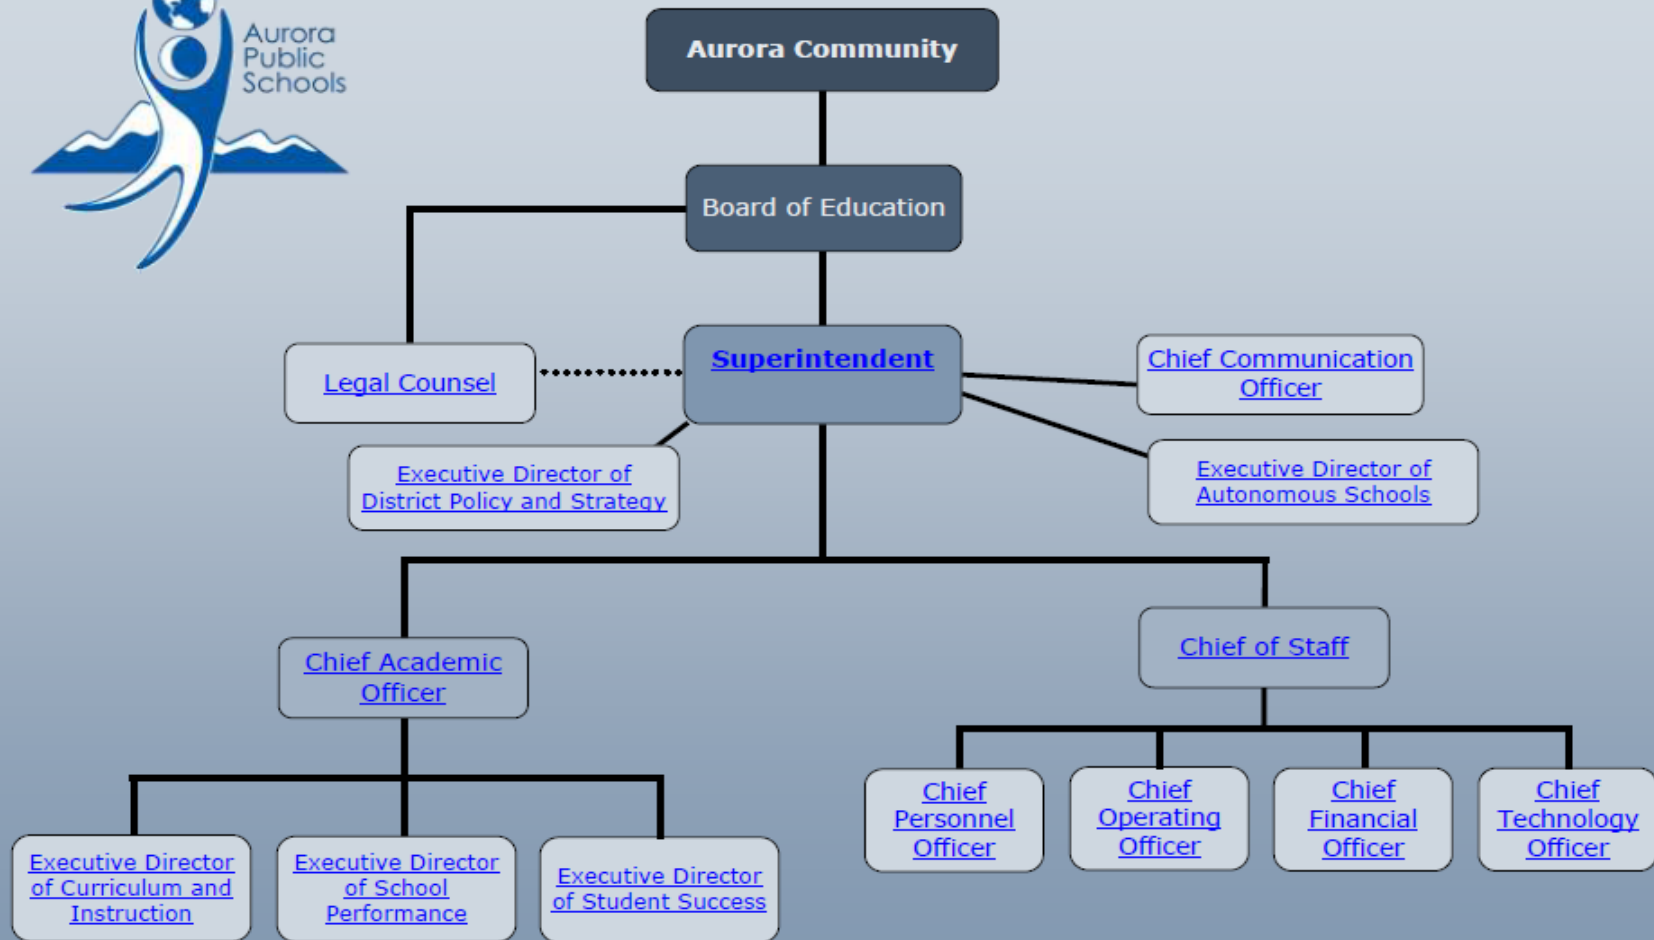 Aurora
Public
Schools
Aurora Community
Board of Education
Legal Counsel
Superintendent
Chief Communication
Officer
Executive Director of
District Policy and Strategy
Executive Director of
Autonomous Schools
Chief Academic
Officer
Chief of Staff
Executive Director
of Curriculum and
Instruction
Executive Director
of School
Performance
Executive Director
of Student Success
Chief
Personnel
Officer
Chief
Operating
Officer
Chief
Financial
Officer
Chief
Technology
Officer